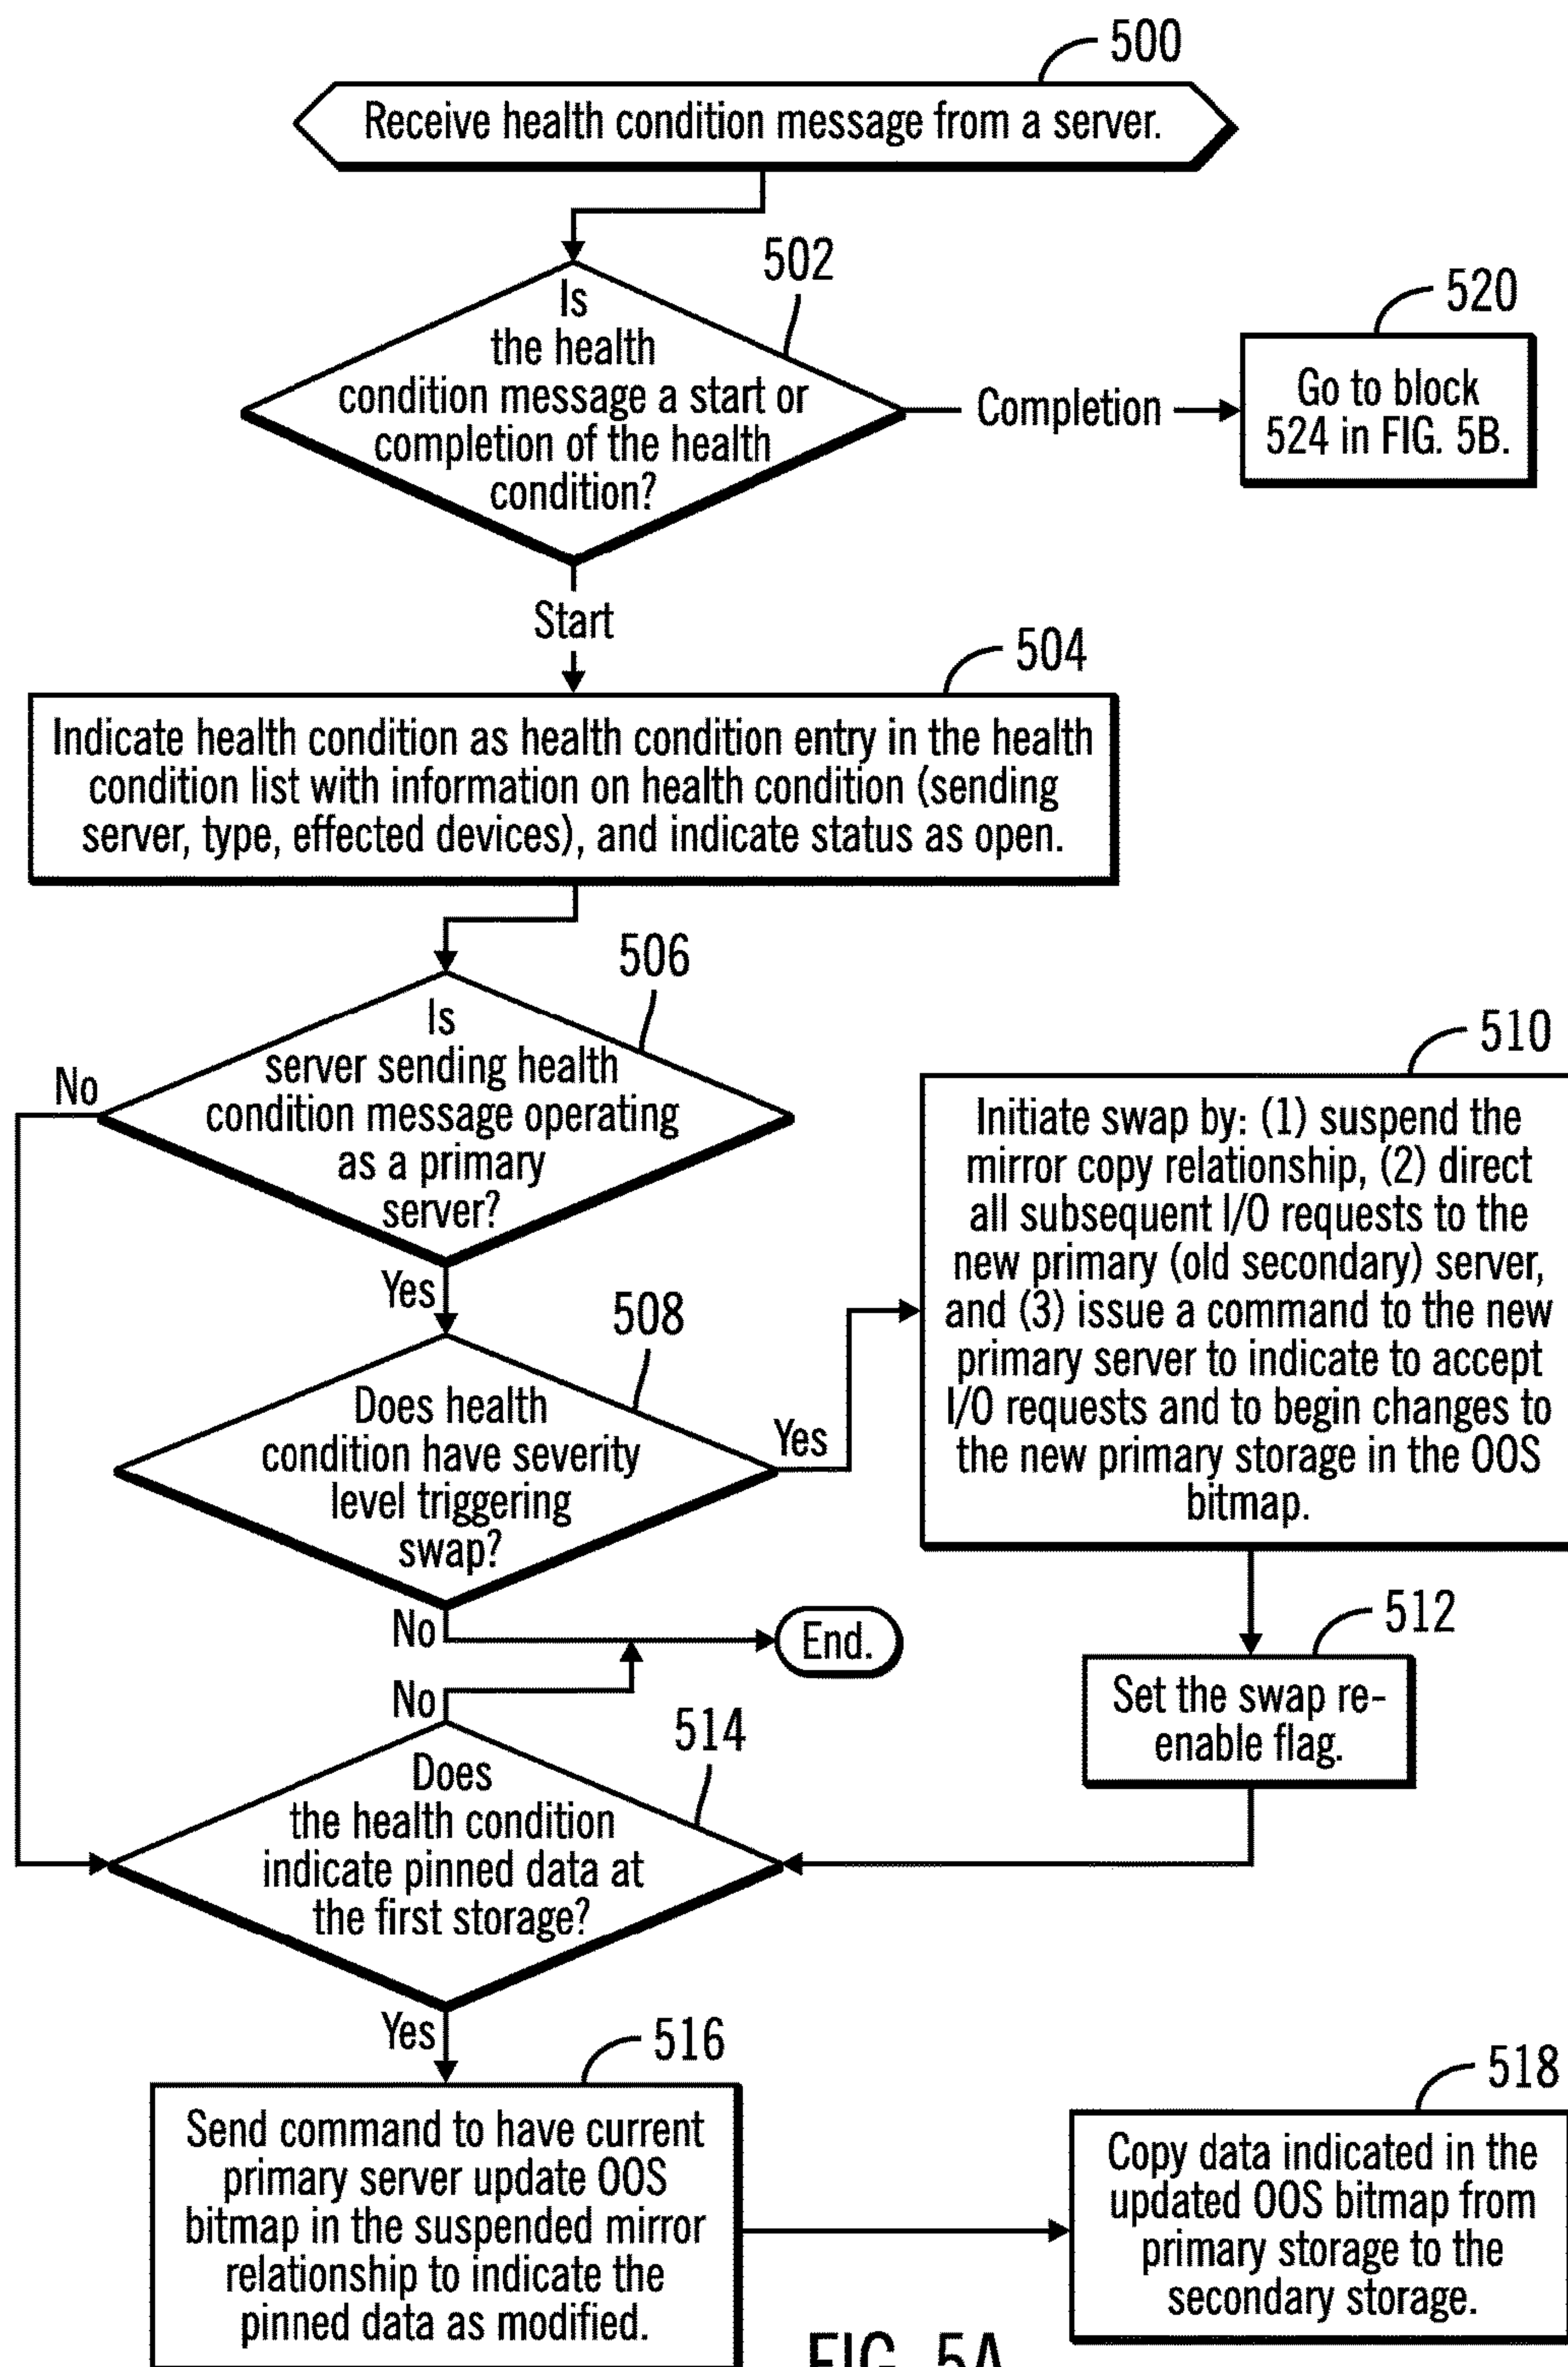 500
Receive health condition message from a server.
502
Is
the health
condition message a start or
completion of the health
condition?
Completion
520
Go to block
524 in FIG. 5B.
Start
504
Indicate health condition as health condition entry in the health
condition list with information on health condition (sending
server, type, effected devices), and indicate status as open.
506
Is
server sending health
condition message operating
as a primary
server?
No
Yes
508
Does health
condition have severity
level triggering
swap?
Yes
510
Initiate swap by: (1) suspend the
mirror copy relationship, (2) direct
all subsequent I/O requests to the
new primary (old secondary) server,
and (3) issue a command to the new
primary server to indicate to accept
I/O requests and to begin changes to
the new primary storage in the OOS
bitmap.
No
End.
512
Set the swap re-
enable flag.
No
514
Does
the health condition
indicate pinned data at
the first storage?
Yes
516
Send command to have current
primary server update OOS
bitmap in the suspended mirror
relationship to indicate the
pinned data as modified.
518
Copy data indicated in the
updated OOS bitmap from
primary storage to the
secondary storage.
FIG. 5A